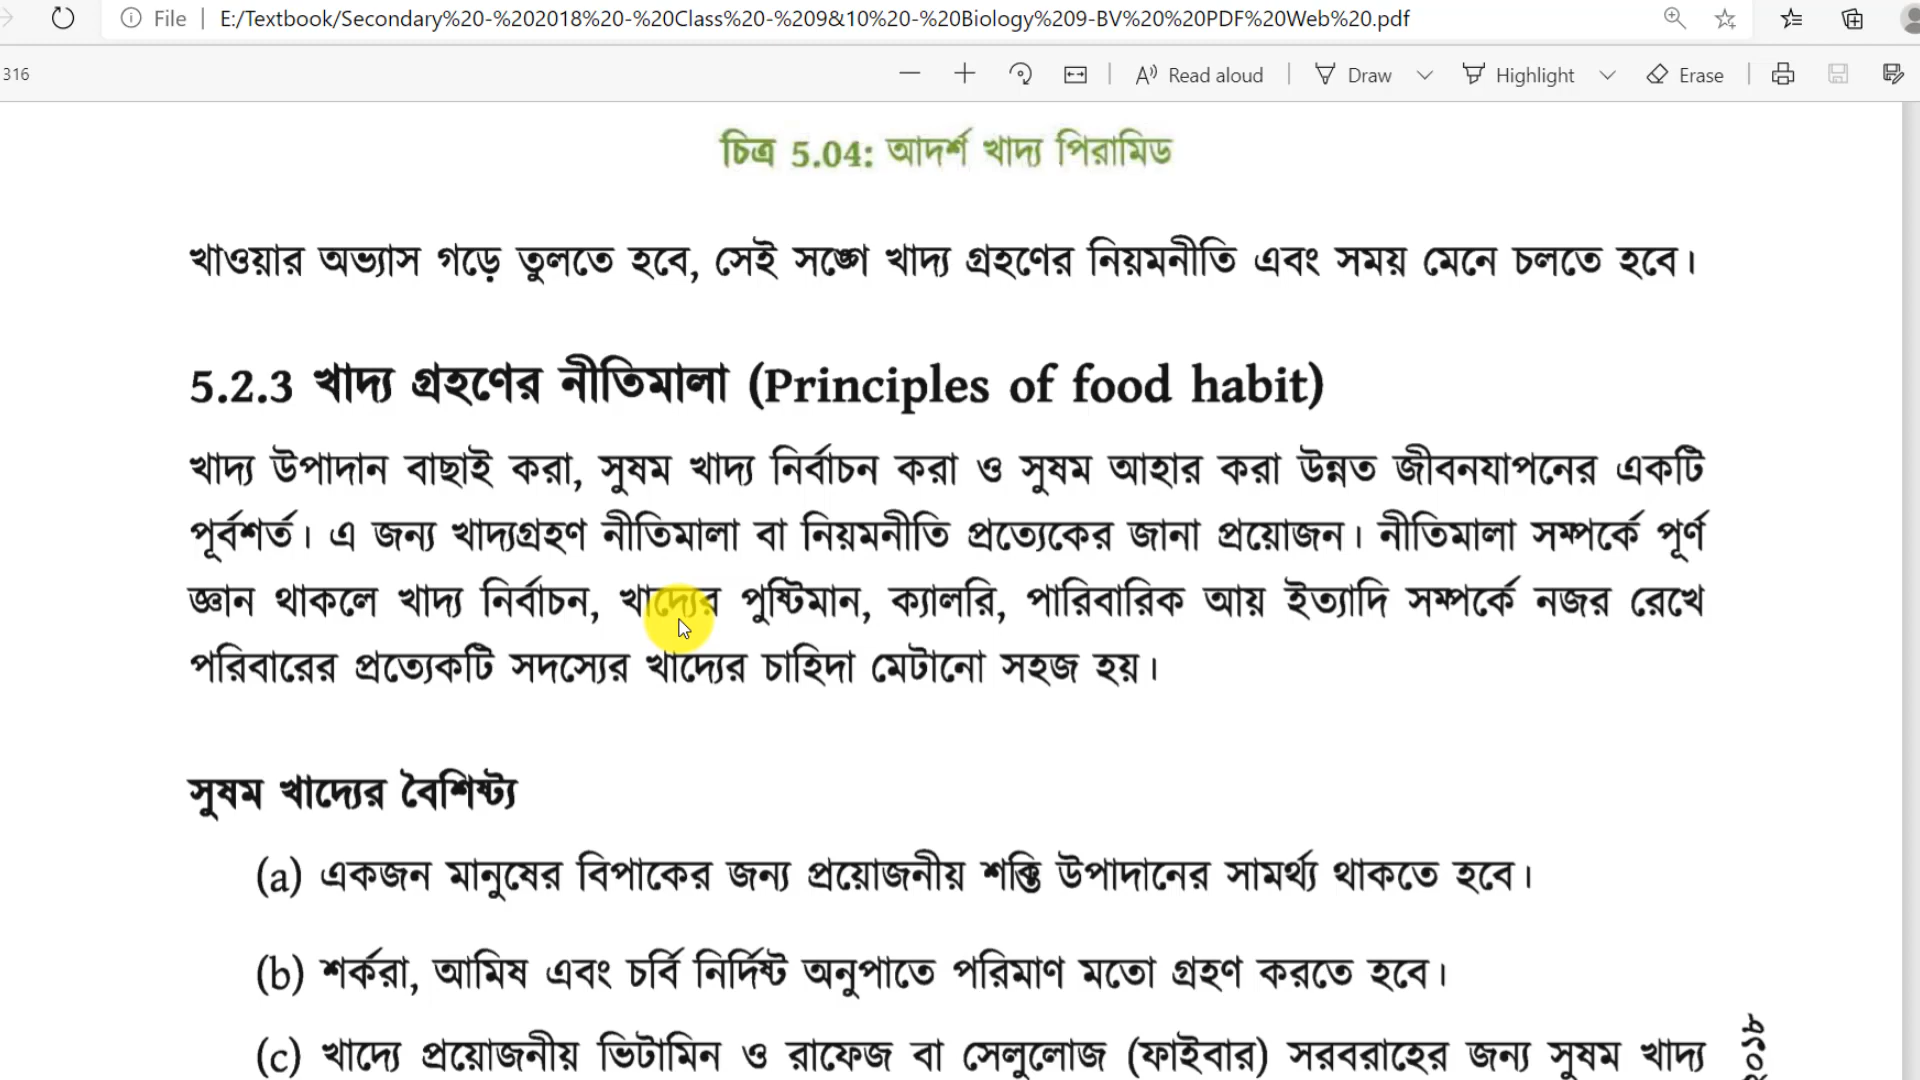 File | E:/Textbook/Secondary%20-%202018%20-%20Class%20-%209&10%20-%20Biology%209-BV%20%20PDF%20Web%20.pdf
316
Read aloud
Draw
Highlight
Erase
চিত্র 5.04: আদর্শ খাদ্য পিরামিড
খাওয়ার অভ্যাস গড়ে তুলতে হবে, সেই সঙ্গে খাদ্য গ্রহণের নিয়মনীতি এবং সময় মেনে চলতে হবে।
5.2.3 খাদ্য গ্রহণের নীতিমালা (Principles of food habit)
খাদ্য উপাদান বাছাই করা, সুষম খাদ্য নির্বাচন করা ও সুষম আহার করা উন্নত জীবনযাপনের একটি
পূর্বশর্ত। এ জন্য খাদ্যগ্রহণ নীতিমালা বা নিয়মনীতি প্রত্যেকের জানা প্রয়োজন। নীতিমালা সম্পর্কে পূর্ণ
জ্ঞান থাকলে খাদ্য নির্বাচন, খাদ্যের পুষ্টিমান, ক্যালরি, পারিবারিক আয় ইত্যাদি সম্পর্কে নজর রেখে
পরিবারের প্রত্যেকটি সদস্যের খাদ্যের চাহিদা মেটানো সহজ হয়।
সুষম খাদ্যের বৈশিষ্ট্য
(a) একজন মানুষের বিপাকের জন্য প্রয়োজনীয় শক্তি উপাদানের সামর্থ্য থাকতে হবে।
(b) শর্করা, আমিষ এবং চর্বি নির্দিষ্ট অনুপাতে পরিমাণ মতো গ্রহণ করতে হবে।
(c) খাদ্যে প্রয়োজনীয় ভিটামিন ও রাফেজ বা সেলুলোজ (ফাইবার) সরবরাহের জন্য সুষম খাদ্য
২০১৮